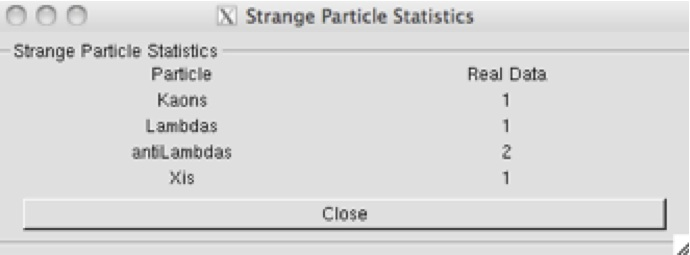 Strange Particle Statistics
Strange Particle Statistics
Particle Real Data
Kaons 1
Lambdas 1
antiLambdas 2
Xis 1
Close